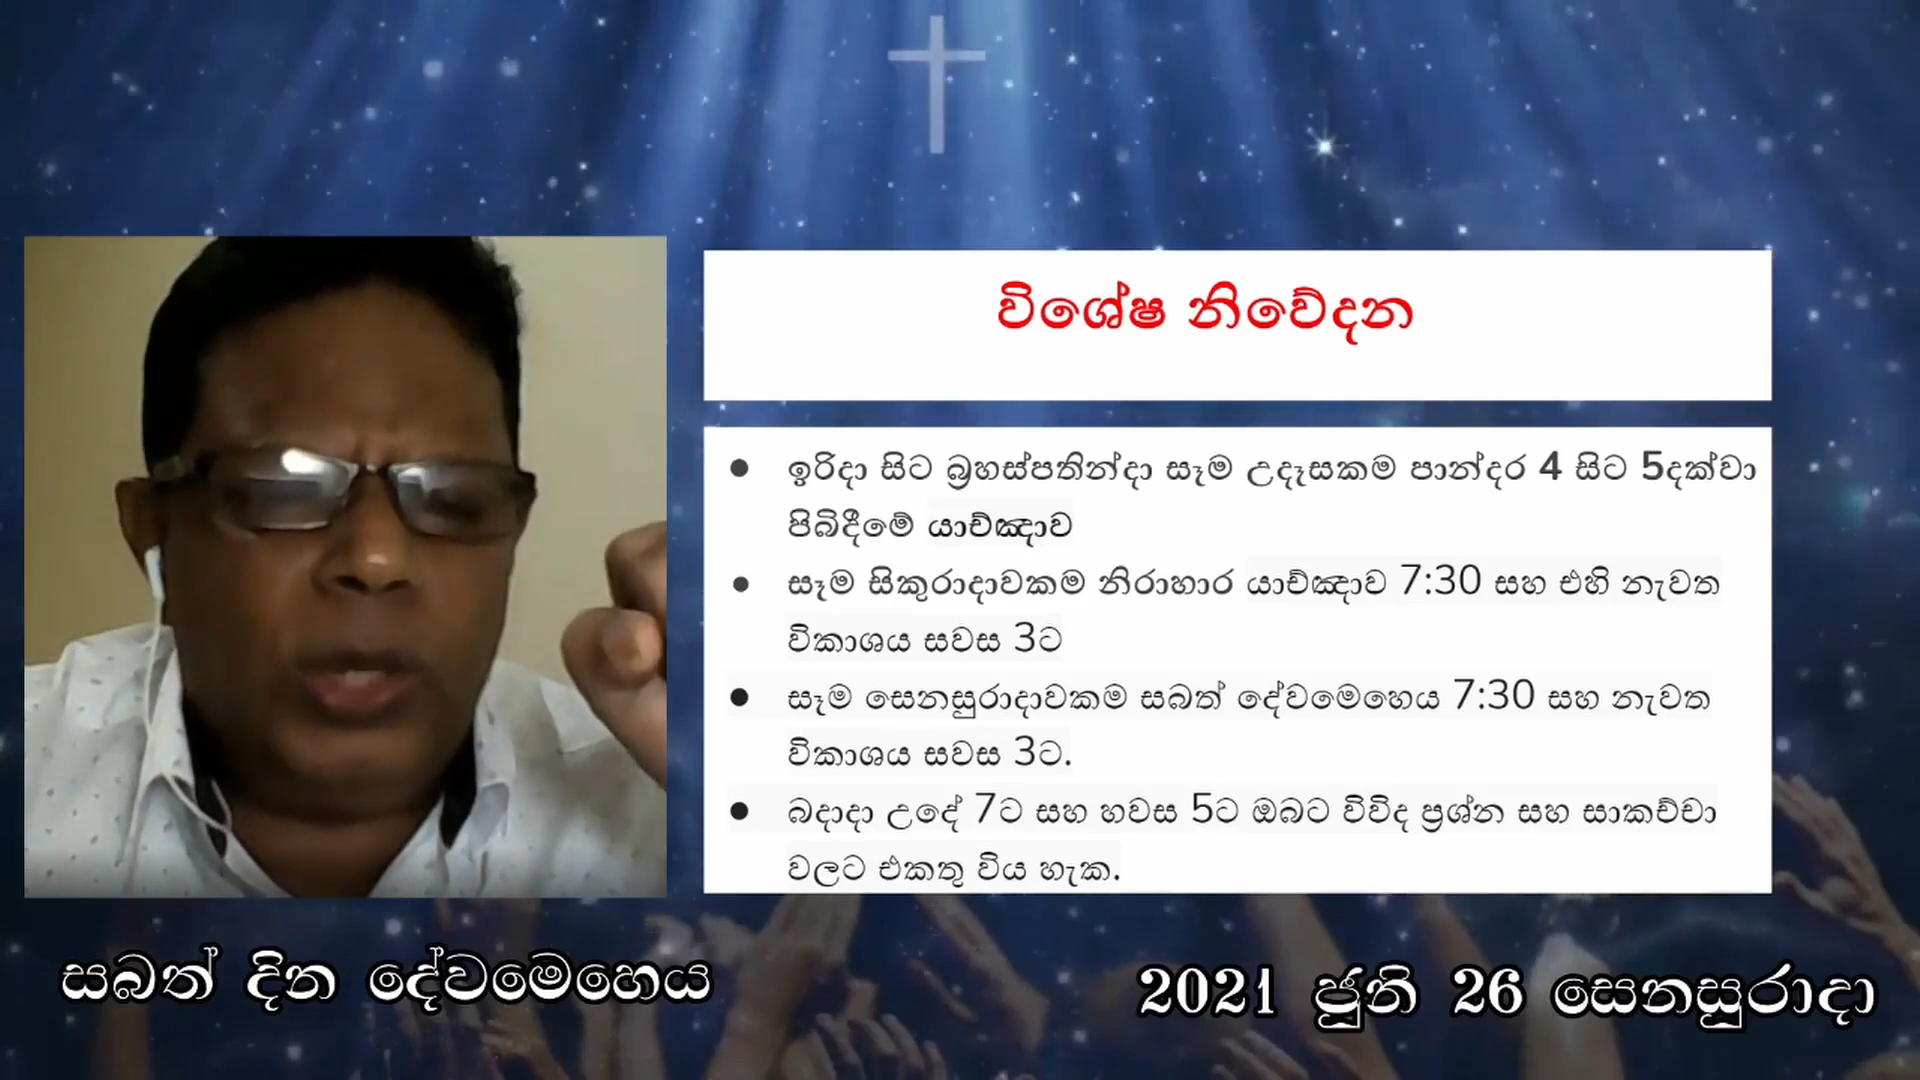 විශේෂ නිවේදන
● ඉරිදා සිට බ්‍රහස්පතින්දා සෑම උදෑසකම පාන්දර 4 සිට 5දක්වා
පිබිදීමේ යාච්ඤාව
● සෑම සිකුරාදාවකම නිරාහාර යාච්ඤාව 7:30 සහ එහි නැවත
විකාශය සවස 3ට
● සෑම සෙනසුරාදාවකම සබත් දේවමෙහෙය 7:30 සහ නැවත
විකාශය සවස 3ට.
● බදාදා උදේ 7ට සහ හවස 5ට ඔබට විවිද ප්‍රශ්න සහ සාකච්චා
වලට එකතු විය හැක.
සබත් දින දේවමෙහෙය
2021 ජූනි 26 සෙනසුරාදා